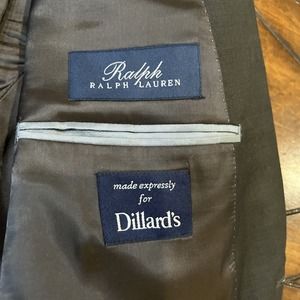 Ralph
RALPH LAUREN
made expressly
for
Dillard's